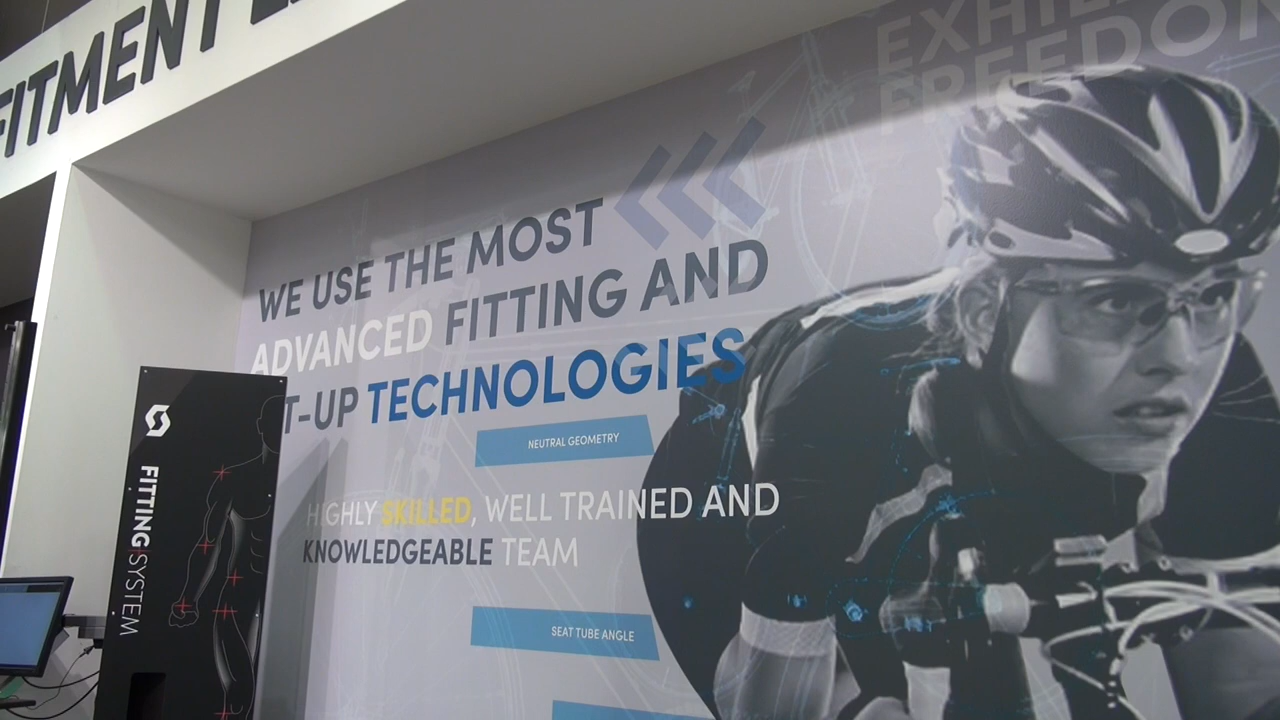 FITMENT
EXHIL
FREEDOM
WE USE THE MOST
ADVANCED FITTING AND
T-UP TECHNOLOGIES
NEUTRAL GEOMETRY
HIGHLY SKILLED, WELL TRAINED AND
KNOWLEDGEABLE TEAM
SEAT TUBE ANGLE
FITTING SYSTEM